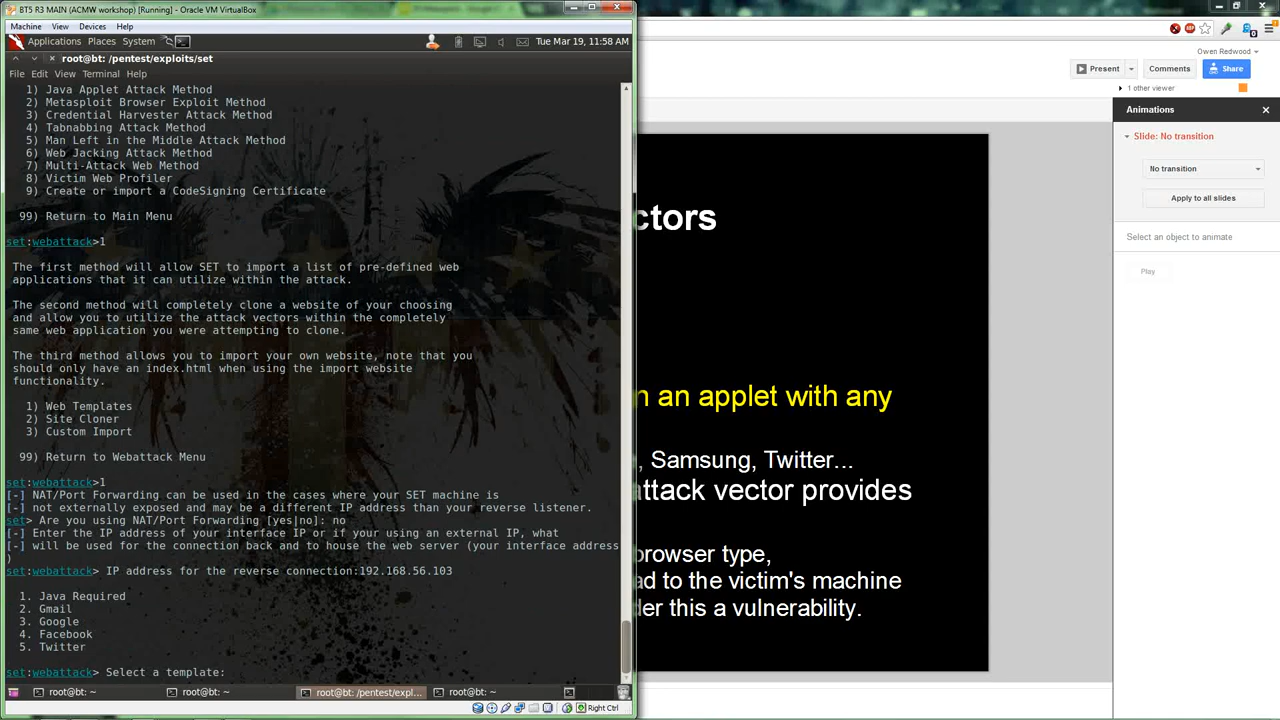 BT5 R3 MAIN (ACMW workshop) [Running] - Oracle VM VirtualBox
Machine View Devices Help
Applications Places System
Tue Mar 19, 11:58 AM
root@bt: /pentest/exploits/set
File Edit View Terminal Help
1) Java Applet Attack Method
2) Metasploit Browser Exploit Method
3) Credential Harvester Attack Method
4) Tabnabbing Attack Method
5) Man Left in the Middle Attack Method
6) Web Jacking Attack Method
7) Multi-Attack Web Method
8) Victim Web Profiler
9) Create or import a CodeSigning Certificate
99) Return to Main Menu
set:webattack>1
The first method will allow SET to import a list of pre-defined web
applications that it can utilize within the attack.
The second method will completely clone a website of your choosing
and allow you to utilize the attack vectors within the completely
same web application you were attempting to clone.
The third method allows you to import your own website, note that you
should only have an index.html when using the import website
functionality.
1) Web Templates
2) Site Cloner
3) Custom Import
99) Return to Webattack Menu
set:webattack>1
[-] NAT/Port Forwarding can be used in the cases where your SET machine is
[-] not externally exposed and may be a different IP address than your reverse listener.
set> Are you using NAT/Port Forwarding [yes|no]: no
[-] Enter the IP address of your interface IP or if your using an external IP, what
[-] will be used for the connection back and to house the web server (your interface address
)
set:webattack> IP address for the reverse connection:192.168.56.103
1. Java Required
2. Gmail
3. Google
4. Facebook
5. Twitter
set:webattack> Select a template:
root@bt: ~ root@bt: ~ root@bt: /pentest/expl... root@bt: ~
Right Ctrl
Owen Redwood
Present Comments Share
1 other viewer
Animations
Slide: No transition
No transition
Apply to all slides
Select an object to animate
Play
ctors
n an applet with any
, Samsung, Twitter...
attack vector provides
browser type,
ad to the victim's machine
der this a vulnerability.